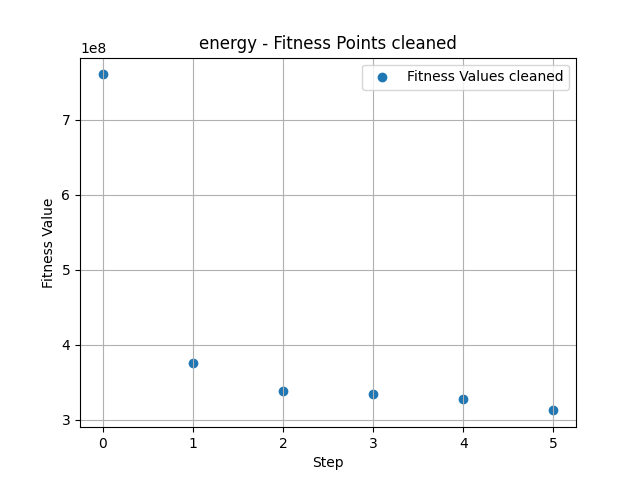 energy - Fitness Points cleaned
1e8
Fitness Values cleaned
7
6
5
4
3
Fitness Value
0 1 2 3 4 5
Step